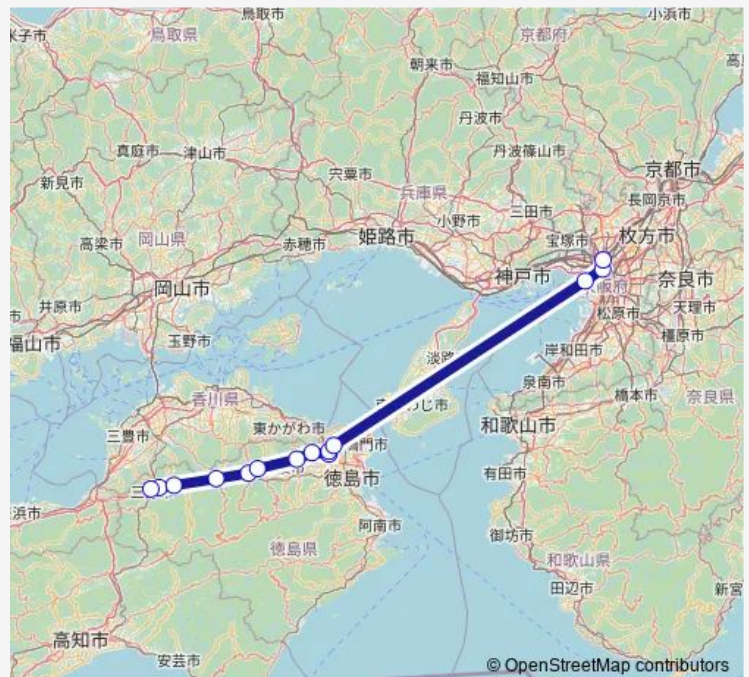 鳥取市
小浜市
米子市
鳥取県
京都府
朝来市
福知山市
丹波市
真庭市
津山市
丹波篠山市
京都市
宍粟市
新見市
兵庫県
長岡京市
小野市
三田市
岡山県
姫路市
宝塚市
枚方市
高梁市
赤穂市
神戸市
奈良市
岡山市
大阪府
井原市
松原市
天理市
橿原市
福山市
玉野市
岸和田市
淡路
泉南市
橋本市
奈良県
香川県
東かがわ市
和歌山市
三豊市
鳴門市
徳島市
有田市
阿南市
御坊市
徳島県
和歌山県
田辺市
新宮
高知市
安芸市
© OpenStreetMap contributors